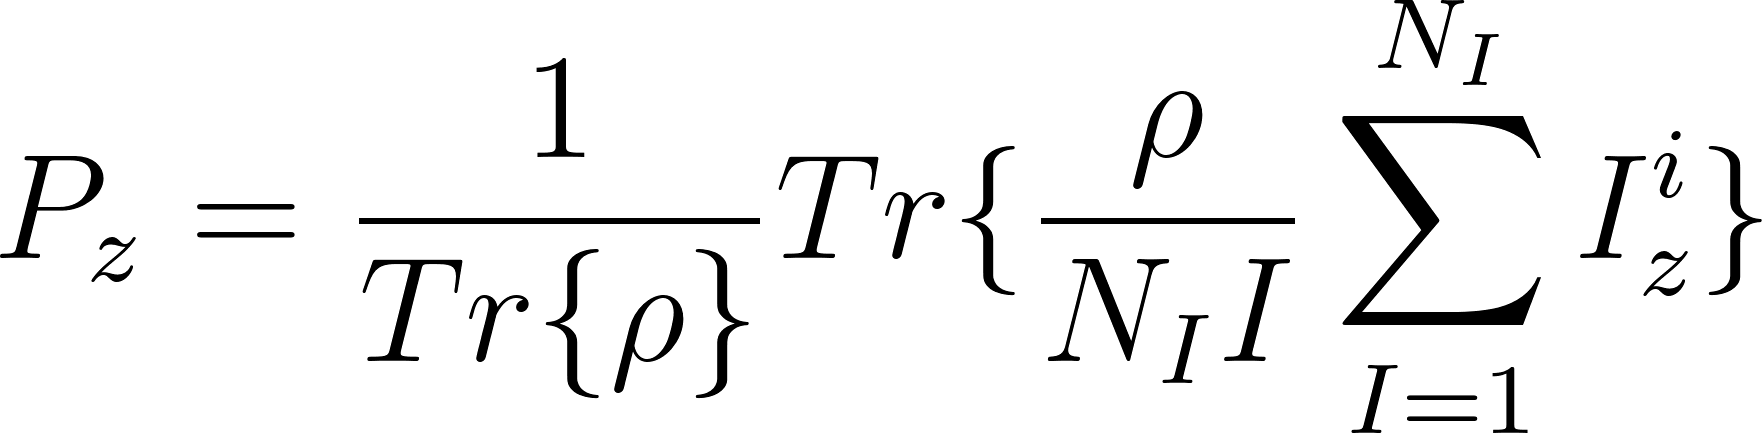 P_z = \frac{1}{Tr\{\rho\}} Tr\{\frac{\rho}{N_I I} \sum_{I=1}^{N_I} I_z^i\}